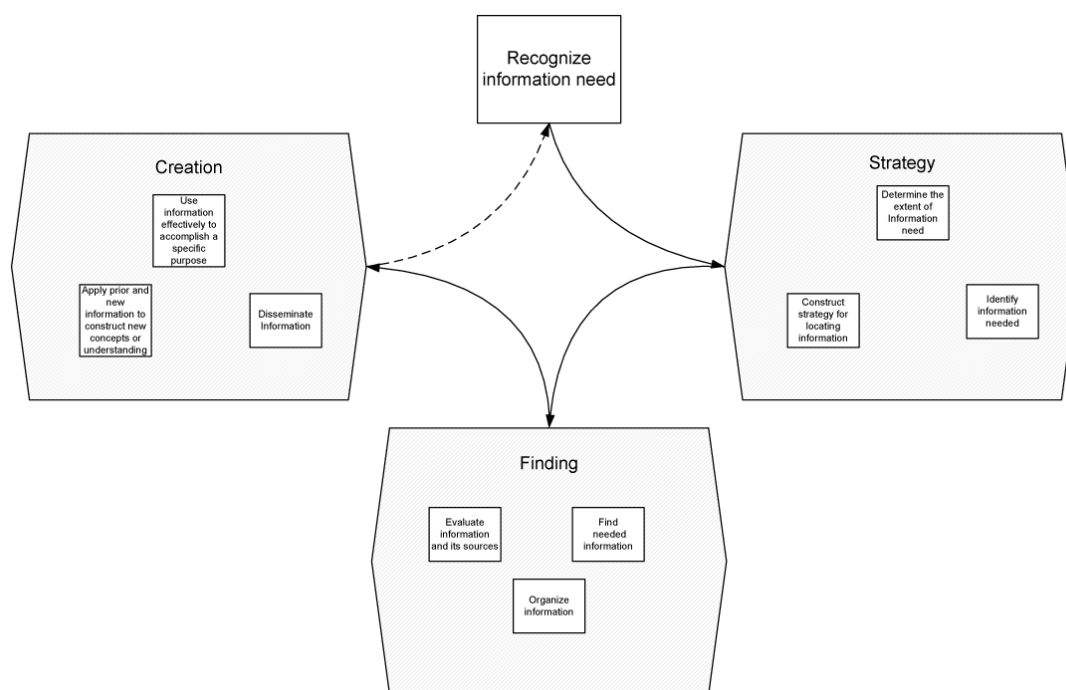 Recognize
information need
Creation
Use
information
effectively to
accomplish a
specific
purpose
Apply prior and
new
information to
construct new
concepts or
understanding
Disseminate
Information
Strategy
Determine the
extent of
Information
need
Construct
strategy for
locating
information
Identify
information
needed
Finding
Evaluate
information
and its sources
Find
needed
information
Organize
information